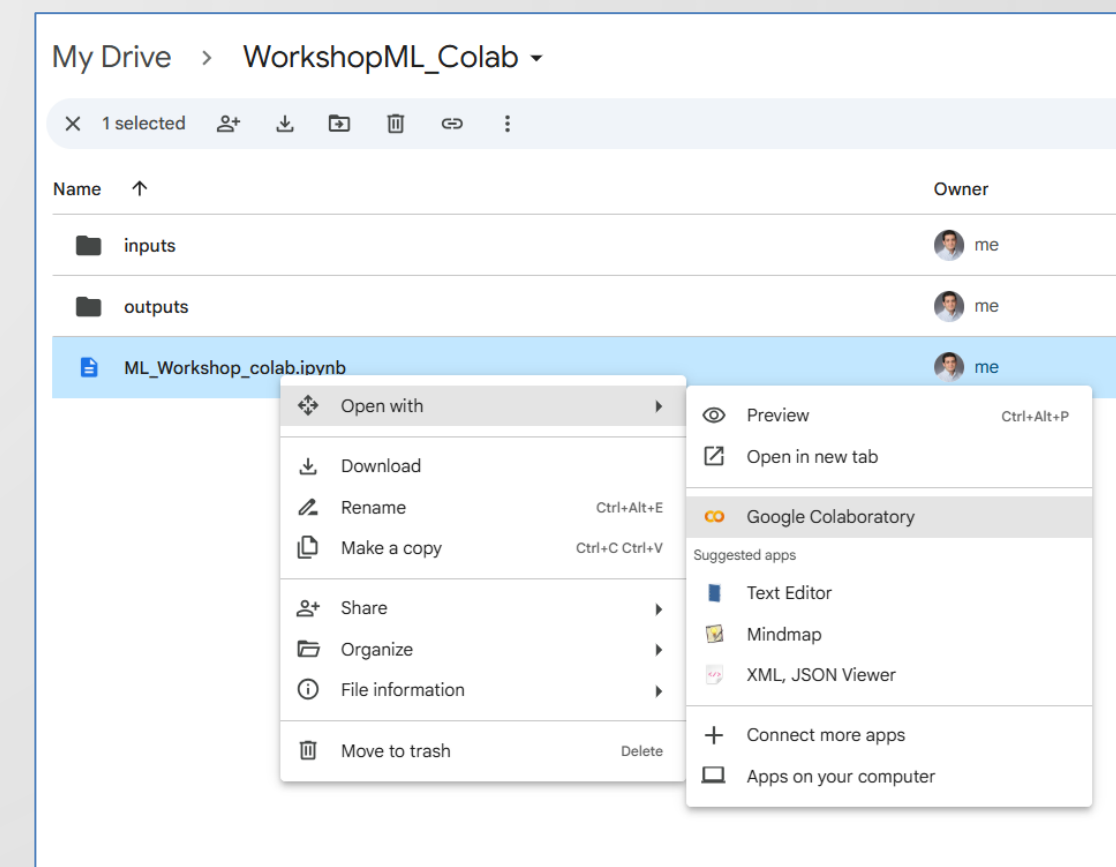 My Drive > WorkshopML_Colab
1 selected
Name Owner
inputs me
outputs me
ML_Workshop_colab.ipynb me
Open with
Download
Rename Ctrl+Alt+E
Make a copy Ctrl+C Ctrl+V
Share
Organize
File information
Move to trash Delete
Preview Ctrl+Alt+P
Open in new tab
Google Colaboratory
Suggested apps
Text Editor
Mindmap
XML, JSON Viewer
Connect more apps
Apps on your computer